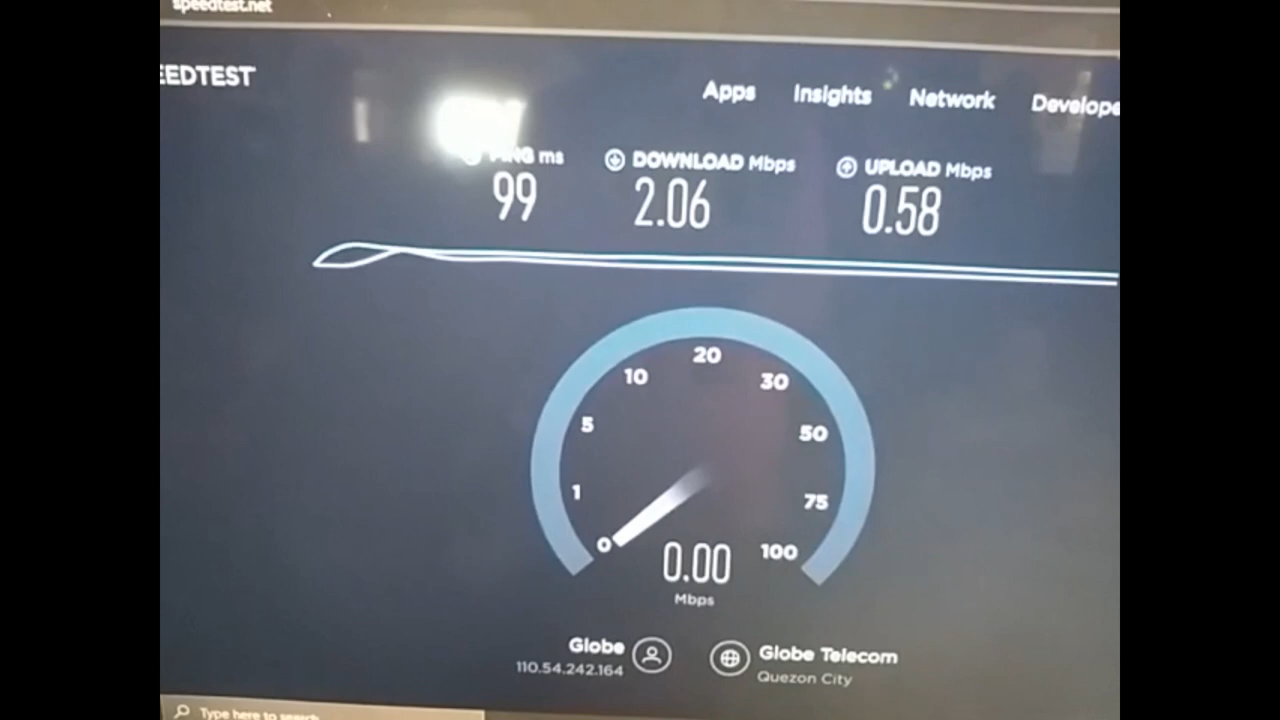 speedtest.net
EEDTEST
Apps Insights Network Develope
PING ms DOWNLOAD Mbps UPLOAD Mbps
99 2.06 0.58
20
10 30
5 50
1 75
0 100
0.00
Mbps
Globe Globe Telecom
110.54.242.164 Quezon City
Type here to search